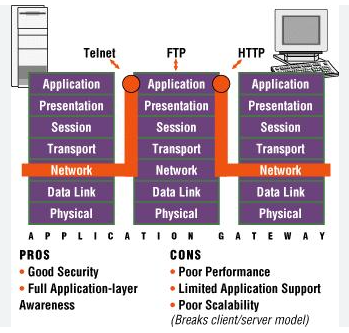 Telnet FTP HTTP
Application Application Application
Presentation Presentation Presentation
Session Session Session
Transport Transport Transport
Network Network Network
Data Link Data Link Data Link
Physical Physical Physical
APPLICATION GATEWAY
PROS
• Good Security
• Full Application-layer
Awareness
CONS
• Poor Performance
• Limited Application Support
• Poor Scalability
(Breaks client/server model)